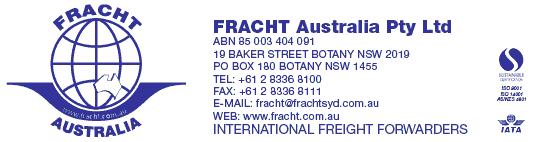 FRACHT
www.fracht.com.au
AUSTRALIA
FRACHT Australia Pty Ltd
ABN 85 003 404 091
19 BAKER STREET BOTANY NSW 2019
PO BOX 180 BOTANY NSW 1455
TEL: +61 2 8336 8100
FAX: +61 2 8336 8111
E-MAIL: fracht@frachtsyd.com.au
WEB: www.fracht.com.au
INTERNATIONAL FREIGHT FORWARDERS
SUSTAINABLE
ISO 9001
ISO 14001
AS/NZS 4801
IATA